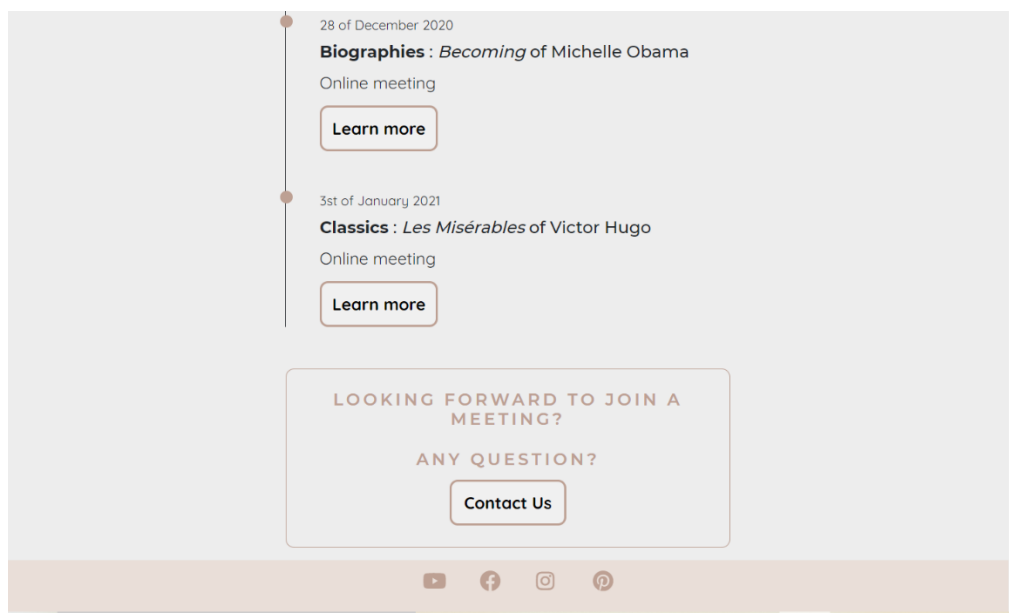 28 of December 2020
Biographies : Becoming of Michelle Obama
Online meeting
Learn more
3st of January 2021
Classics : Les Misérables of Victor Hugo
Online meeting
Learn more
LOOKING FORWARD TO JOIN A
MEETING?
ANY QUESTION?
Contact Us